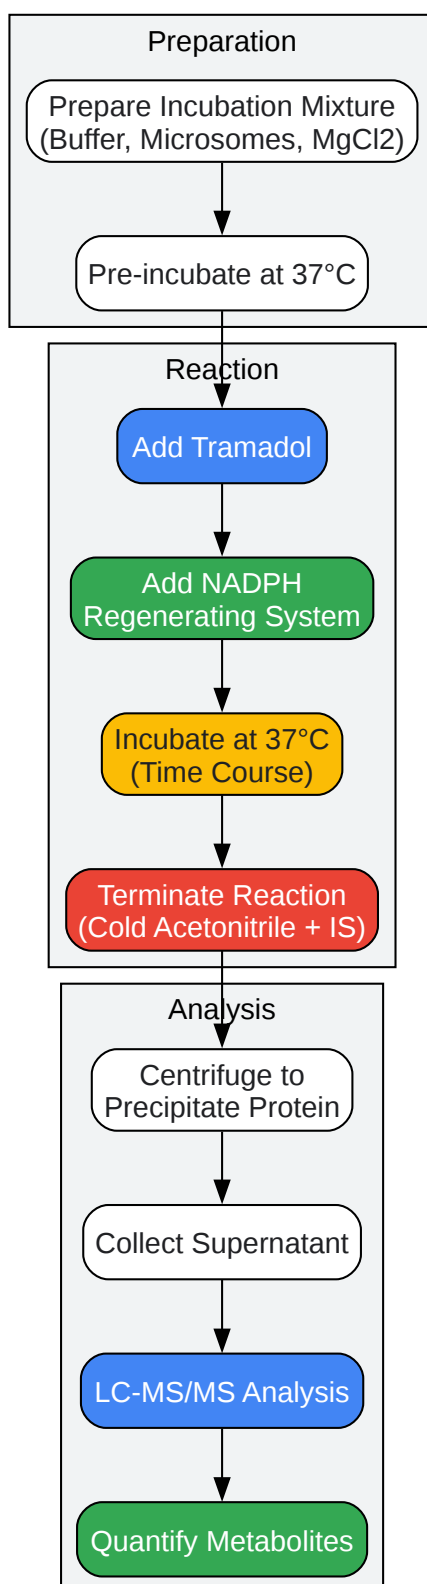 Preparation
Prepare Incubation Mixture
(Buffer, Microsomes, MgCl2)
Pre-incubate at 37°C
Reaction
Add Tramadol
Add NADPH
Regenerating System
Incubate at 37°C
(Time Course)
Terminate Reaction
(Cold Acetonitrile + IS)
Analysis
Centrifuge to
Precipitate Protein
Collect Supernatant
LC-MS/MS Analysis
Quantify Metabolites